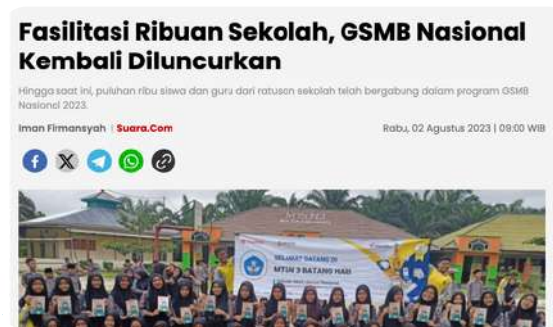 Fasilitasi Ribuan Sekolah, GSMB Nasional
Kembali Diluncurkan
Hingga saat ini, puluhan ribu siswa dan guru dari ratusan sekolah telah bergabung dalam program GSMB
Nasional 2023.
Iman Firmansyah | Suara.Com
Rabu, 02 Agustus 2023 | 09:00 WIB
SELAMAT DATANG DI
MTSN 3 BATANG HARI